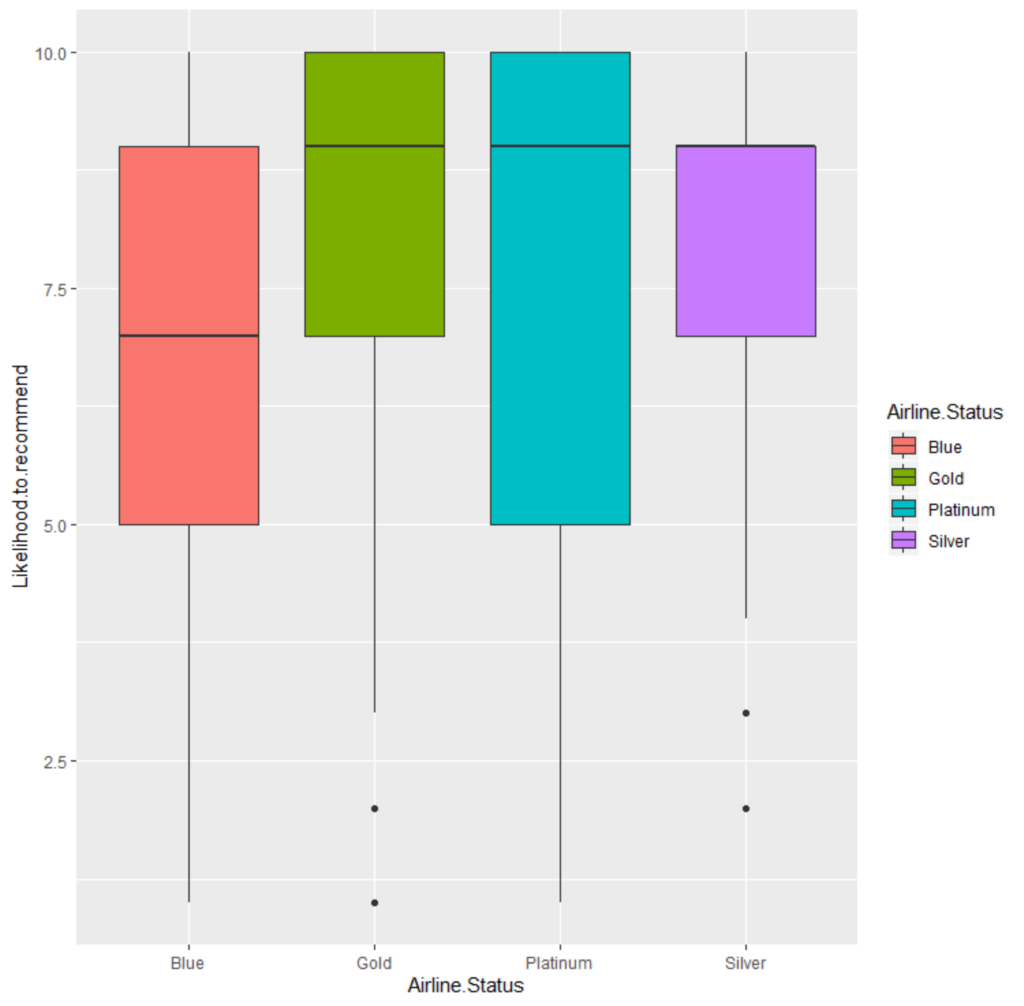 10.0
7.5
5.0
2.5
Likelihood.to.recommend
Blue
Gold
Platinum
Silver
Airline.Status
Airline.Status
Blue
Gold
Platinum
Silver